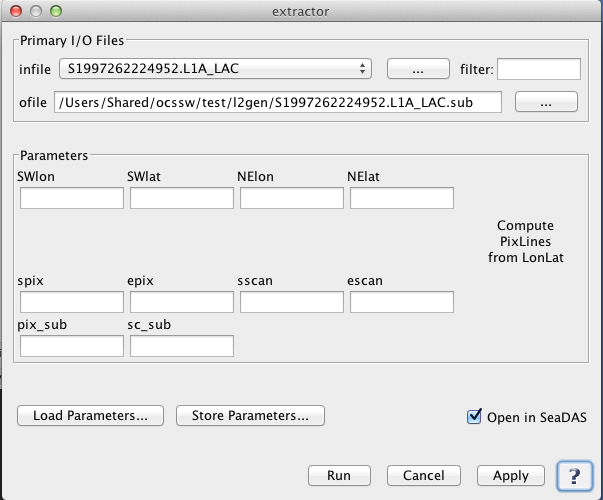 extractor
Primary I/O Files
infile S1997262224952.L1A_LAC ... filter:
ofile /Users/Shared/ocssw/test/l2gen/S1997262224952.L1A_LAC.sub ...
Parameters
SWlon SWlat NElon NElat
Compute
PixLines
from LonLat
spix epix sscan escan
pix_sub sc_sub
Load Parameters... Store Parameters... Open in SeaDAS
Run Cancel Apply ?